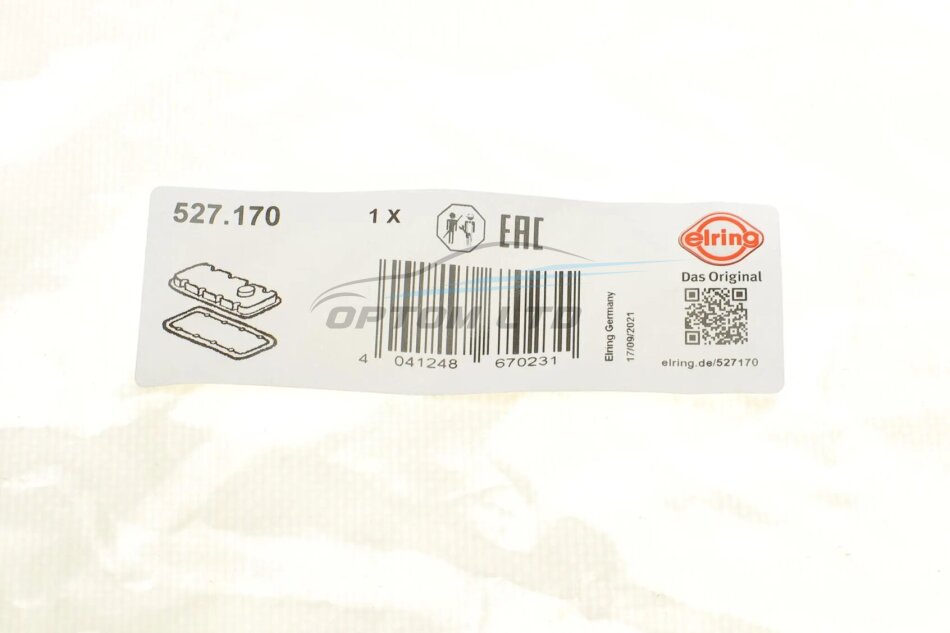 527.170
1 X
EAC
elring
Das Original
OPTOM LTD
4 041248 670231
Elring Germany
17/09/2021
elring.de/527170